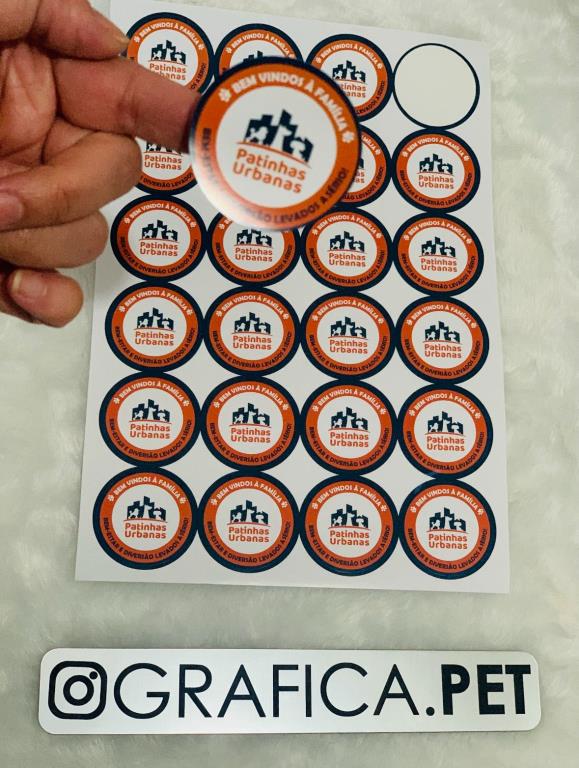 BEM VINDOS À FAMÍLIA
Patinhas
Urbanas
BEM-ESTAR E DIVERSÃO LEVADOS A SÉRIO!
GRAFICA.PET